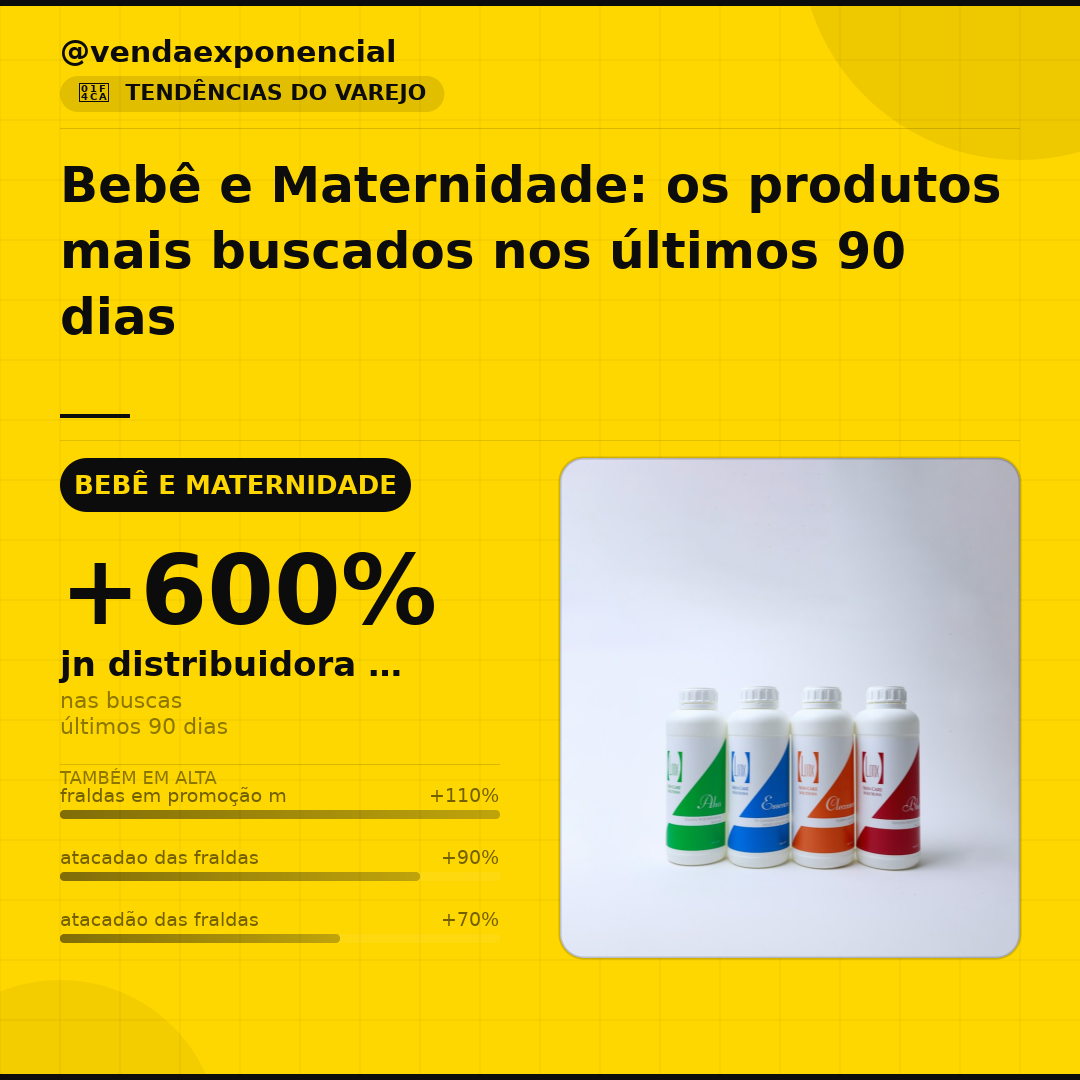 @vendaexponencial
TENDÊNCIAS DO VAREJO
Bebê e Maternidade: os produtos
mais buscados nos últimos 90
dias
BEBÊ E MATERNIDADE
+600%
jn distribuidora ...
nas buscas
últimos 90 dias
TAMBÉM EM ALTA
fraldas em promoção m +110%
atacadao das fraldas +90%
atacadão das fraldas +70%